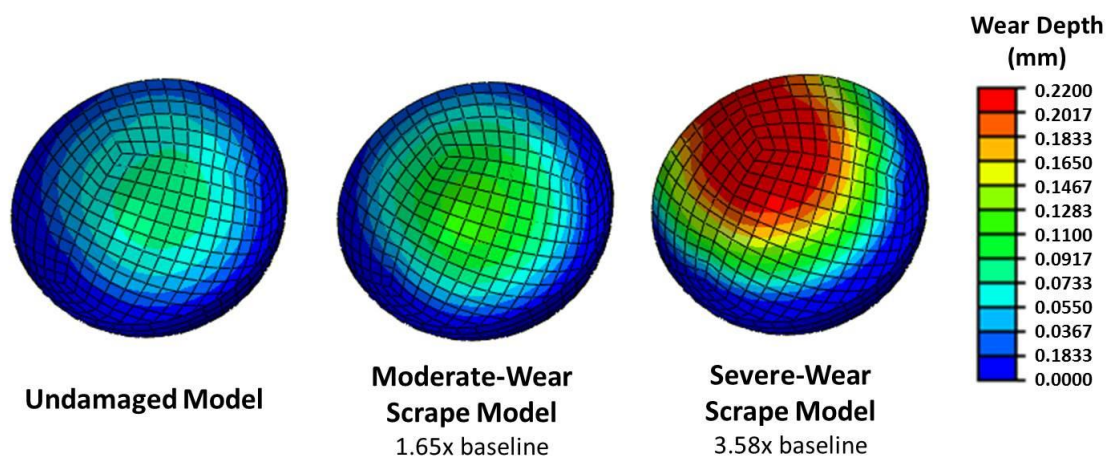 Wear Depth
(mm)
0.2200
0.2017
0.1833
0.1650
0.1467
0.1283
0.1100
0.0917
0.0733
0.0550
0.0367
0.1833
0.0000
Undamaged Model
Moderate-Wear
Scrape Model
1.65x baseline
Severe-Wear
Scrape Model
3.58x baseline